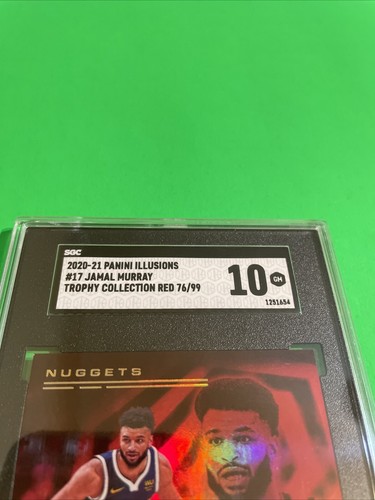 SGC
2020-21 PANINI ILLUSIONS
#17 JAMAL MURRAY
TROPHY COLLECTION RED 76/99
10 GM
1251654
NUGGETS